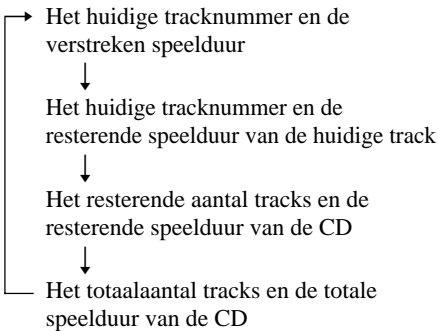 Het huidige tracknummer en de
verstreken speelduur
Het huidige tracknummer en de
resterende speelduur van de huidige track
Het resterende aantal tracks en de
resterende speelduur van de CD
Het totaalaantal tracks en de totale
speelduur van de CD